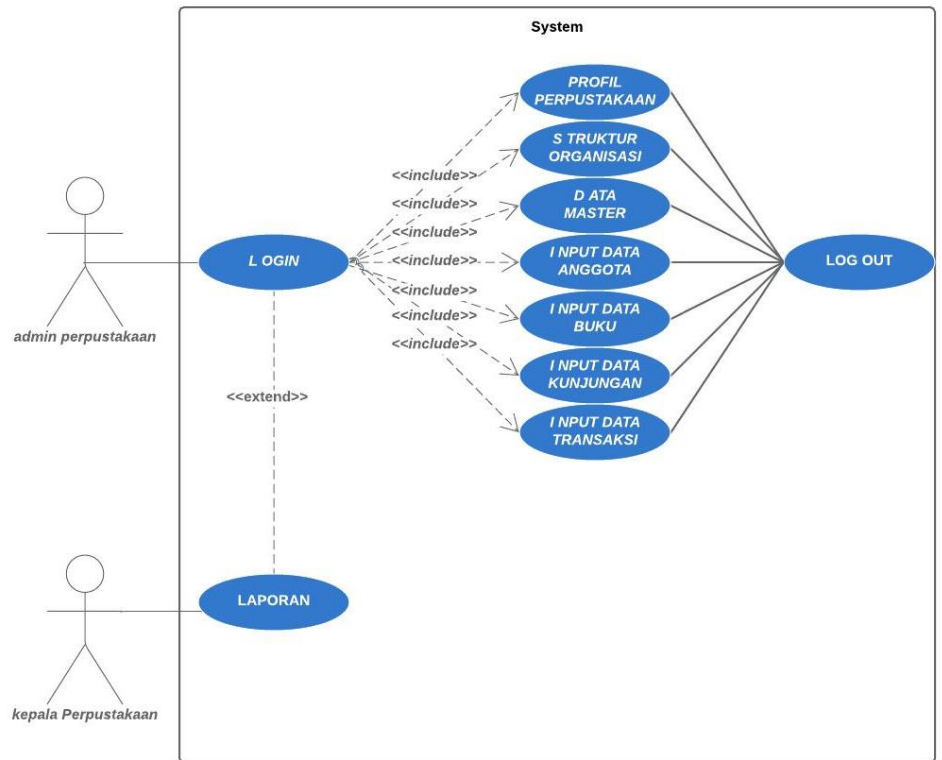 System
PROFIL
PERPUSTAKAAN
S TRUKTUR
ORGANISASI
<<include>>
<<include>>
D ATA
MASTER
<<include>>
L OGIN
<<include>>
I NPUT DATA
ANGGOTA
LOG OUT
<<include>>
I NPUT DATA
BUKU
<<include>>
admin perpustakaan
<<include>>
I NPUT DATA
KUNJUNGAN
<<extend>>
I NPUT DATA
TRANSAKSI
LAPORAN
kepala Perpustakaan